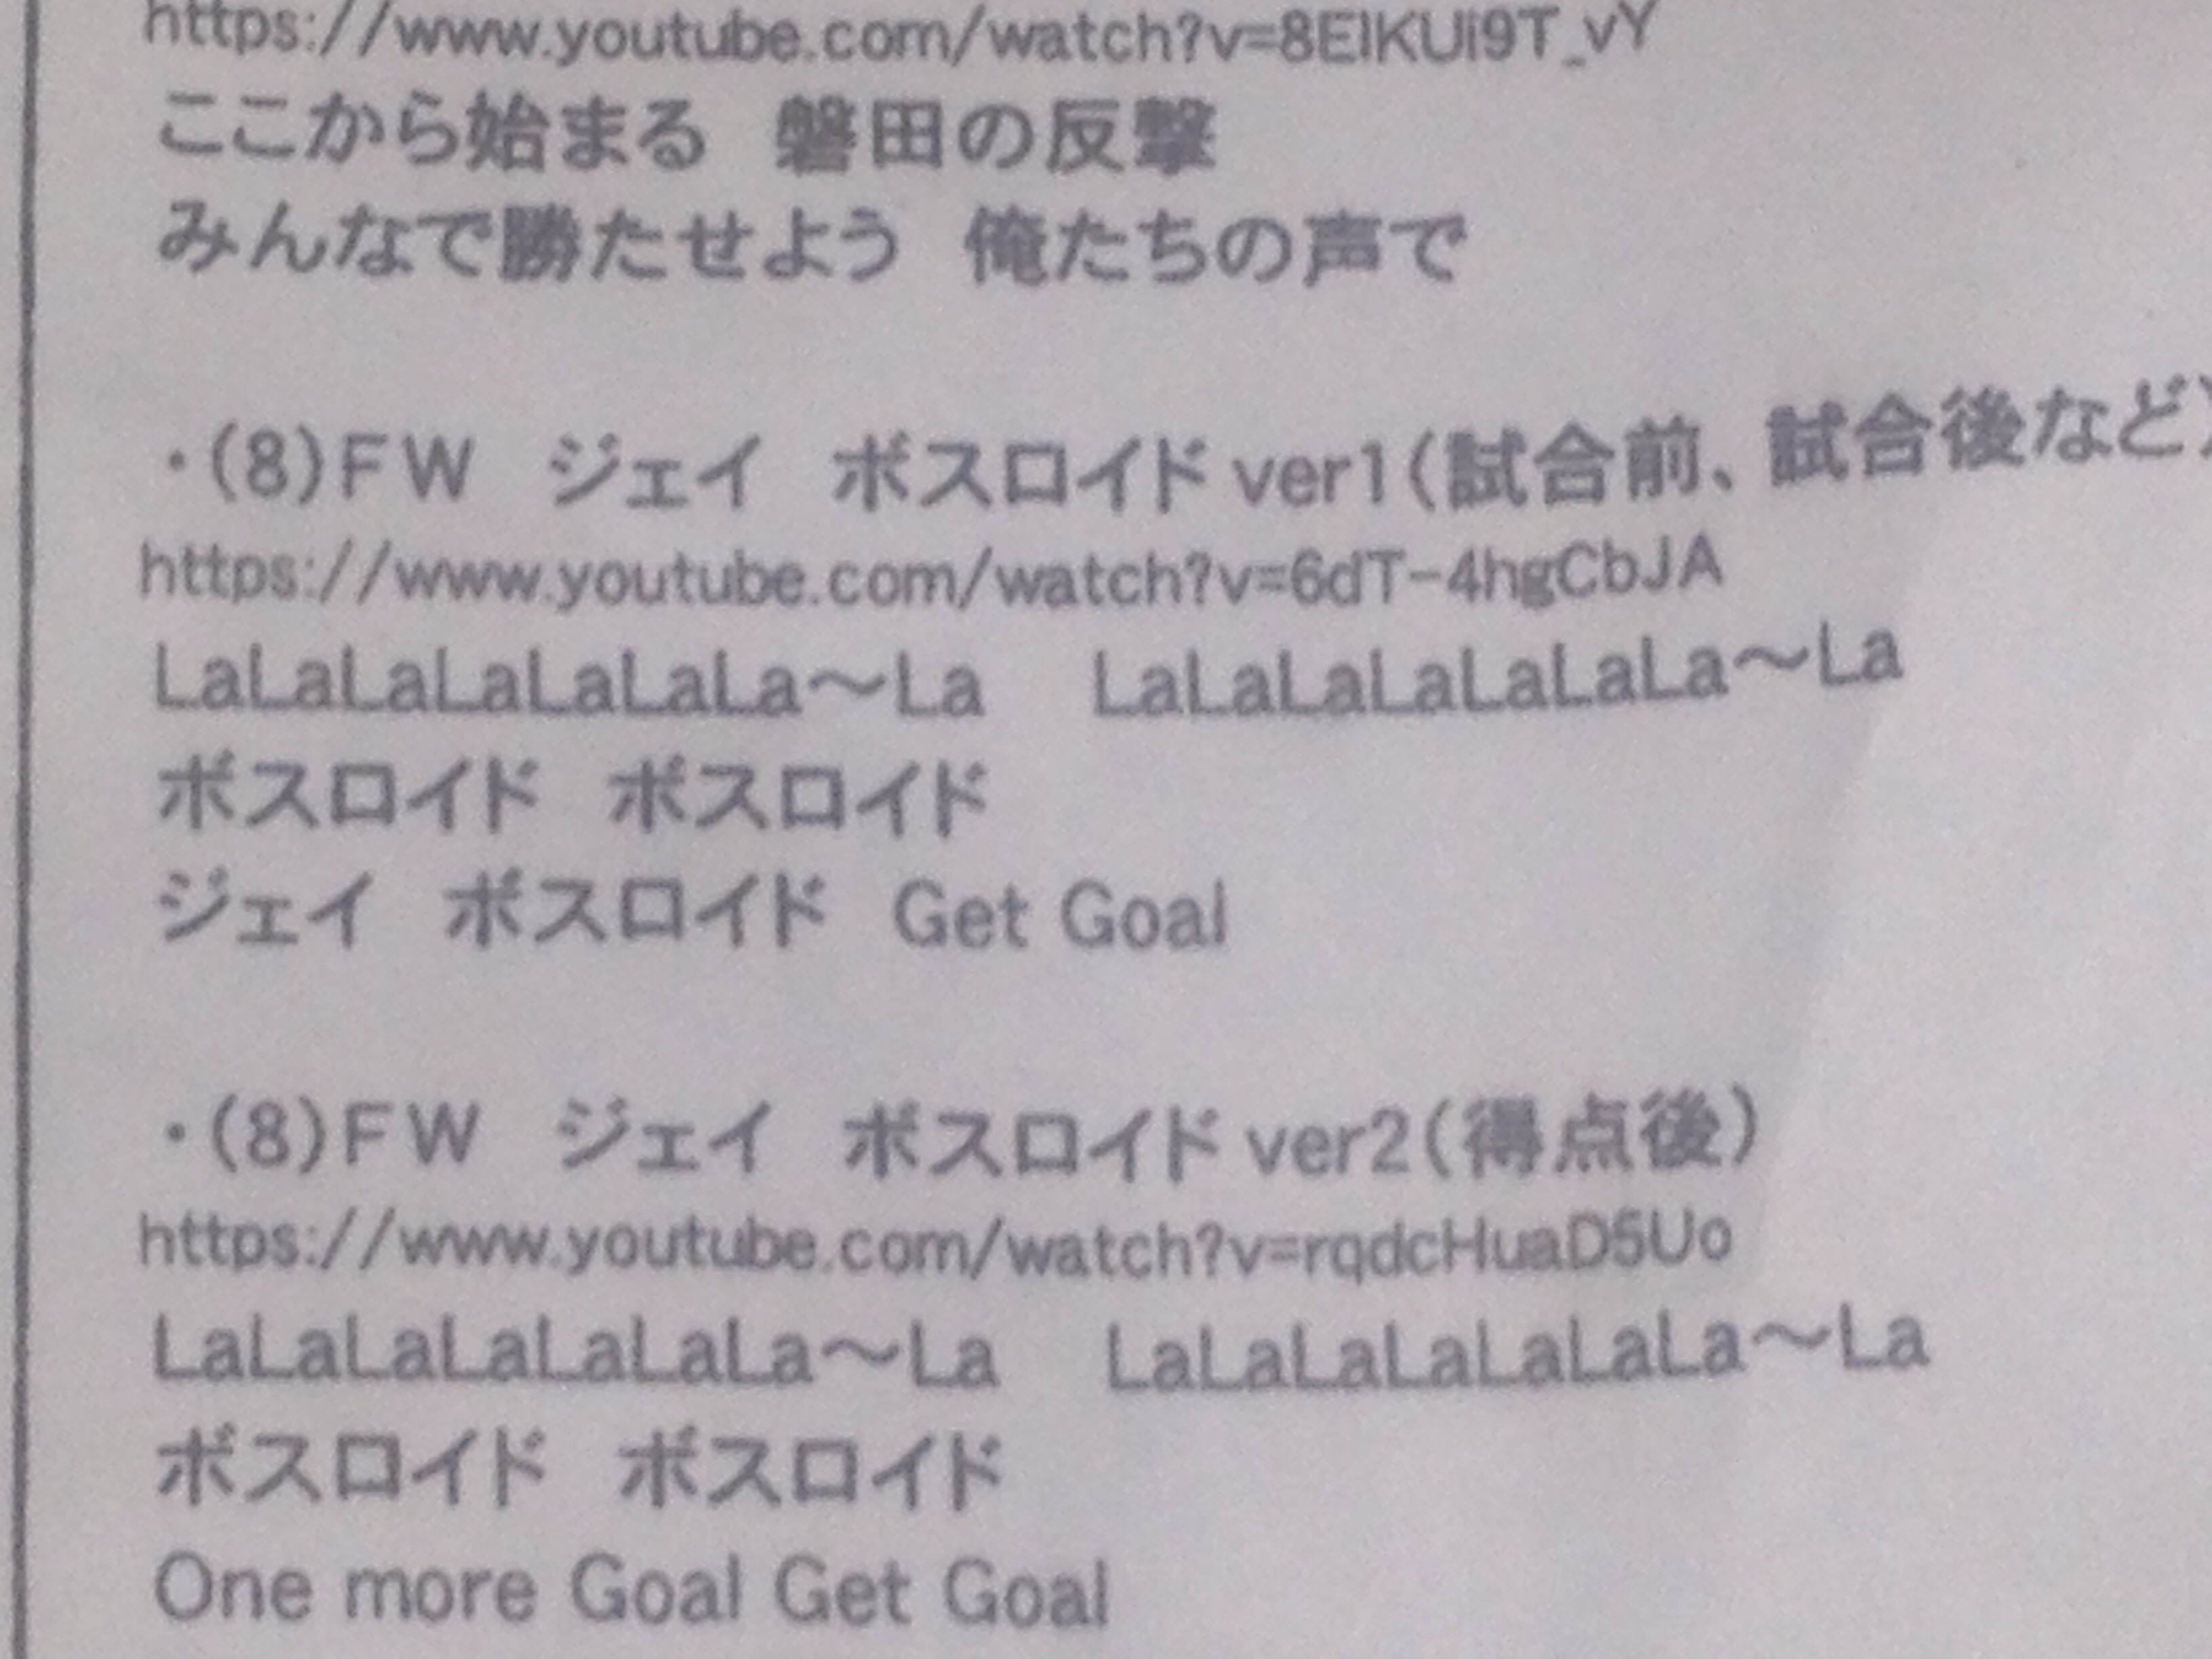 https://www.youtube.com/watch?v=8ElKUi9T_vY
ここから始まる　磐田の反撃
みんなで勝たせよう　俺たちの声で
・(8)FW　ジェイ　ボスロイド ver1(試合前、試合後など)
https://www.youtube.com/watch?v=6dT-4hgCbJA
LaLaLaLaLaLaLa～La　LaLaLaLaLaLaLa～La
ボスロイド　ボスロイド
ジェイ　ボスロイド　Get Goal
・(8)FW　ジェイ　ボスロイド ver2(得点後)
https://www.youtube.com/watch?v=rqdcHuaD5Uo
LaLaLaLaLaLaLa～La　LaLaLaLaLaLaLa～La
ボスロイド　ボスロイド
One more Goal Get Goal